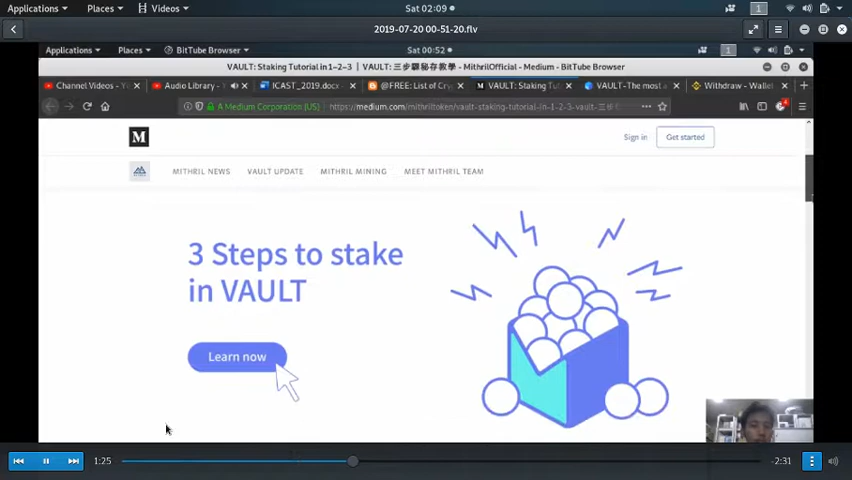 Applications Places Videos Sat 02:09 1
2019-07-20 00-51-20.flv
Applications Places BitTube Browser Sat 00:52 1
VAULT: Staking Tutorial in 1-2-3 | VAULT: 三步驟秘存教學 - MithrilOfficial - Medium - BitTube Browser
Channel Videos - Y Audio Library - ICAST_2019.docx @FREE: List of Cry VAULT: Staking Tut VAULT-The most a Withdraw - Wallet
A Medium Corporation (US) https://medium.com/mithriltoken/vault-staking-tutorial-in-1-2-3-vault-三步
M Sign in Get started
MITHRIL NEWS VAULT UPDATE MITHRIL MINING MEET MITHRIL TEAM
3 Steps to stake
in VAULT
Learn now
1:25 -2:31